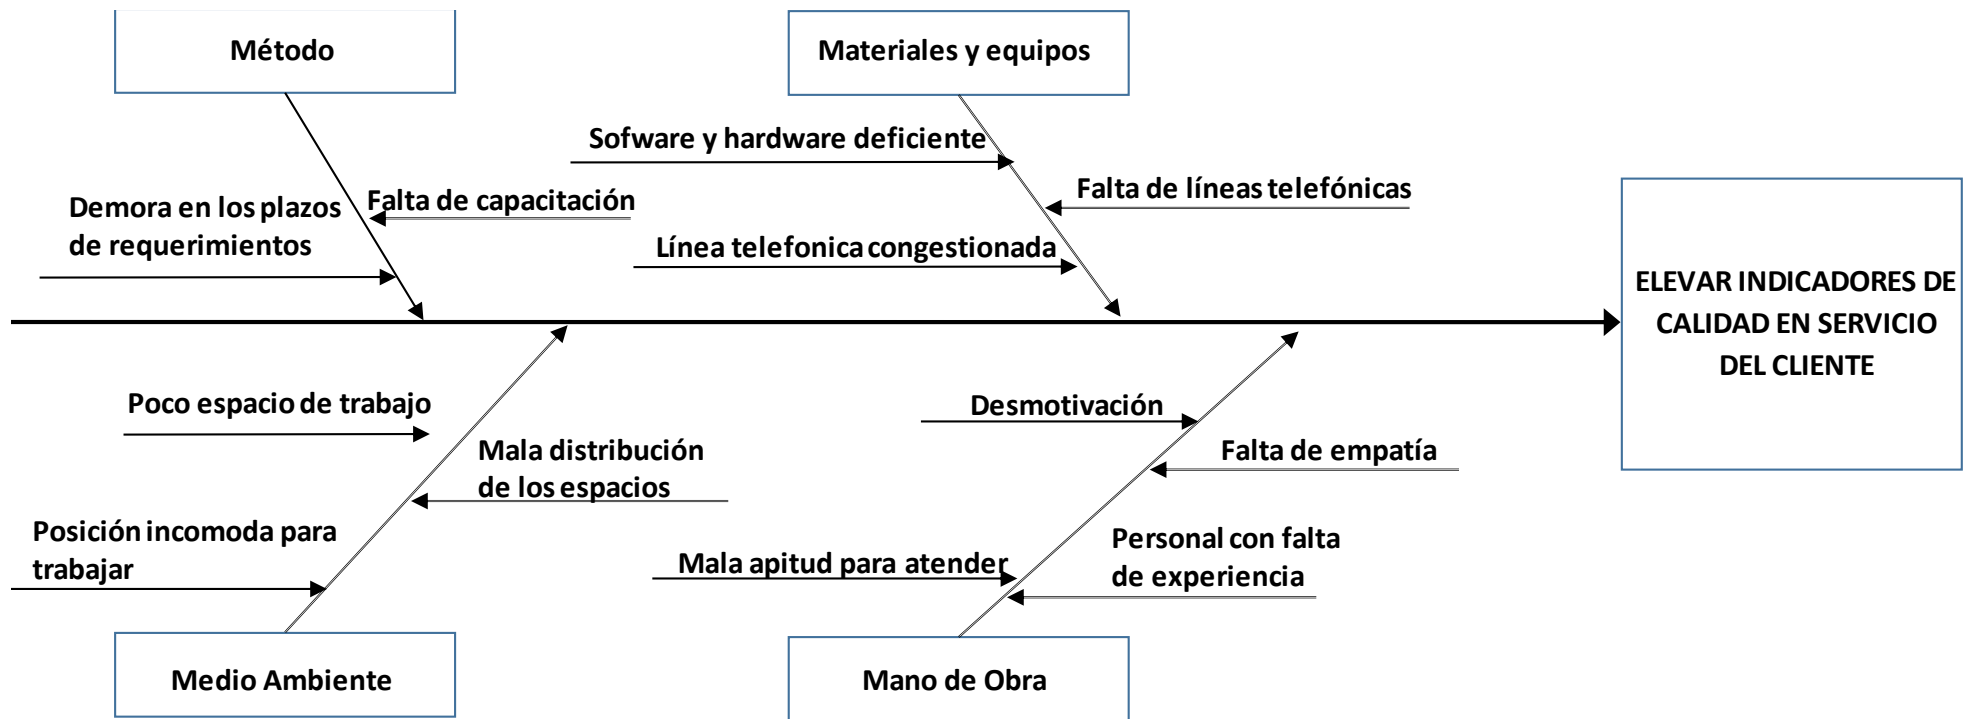 Método
Materiales y equipos
Sofware y hardware deficiente
Falta de líneas telefónicas
Falta de capacitación
Demora en los plazos
de requerimientos
Línea telefonica congestionada
ELEVAR INDICADORES DE
CALIDAD EN SERVICIO
DEL CLIENTE
Poco espacio de trabajo
Desmotivación
Mala distribución
de los espacios
Falta de empatía
Posición incomoda para
trabajar
Mala apitud para atender
Personal con falta
de experiencia
Medio Ambiente
Mano de Obra